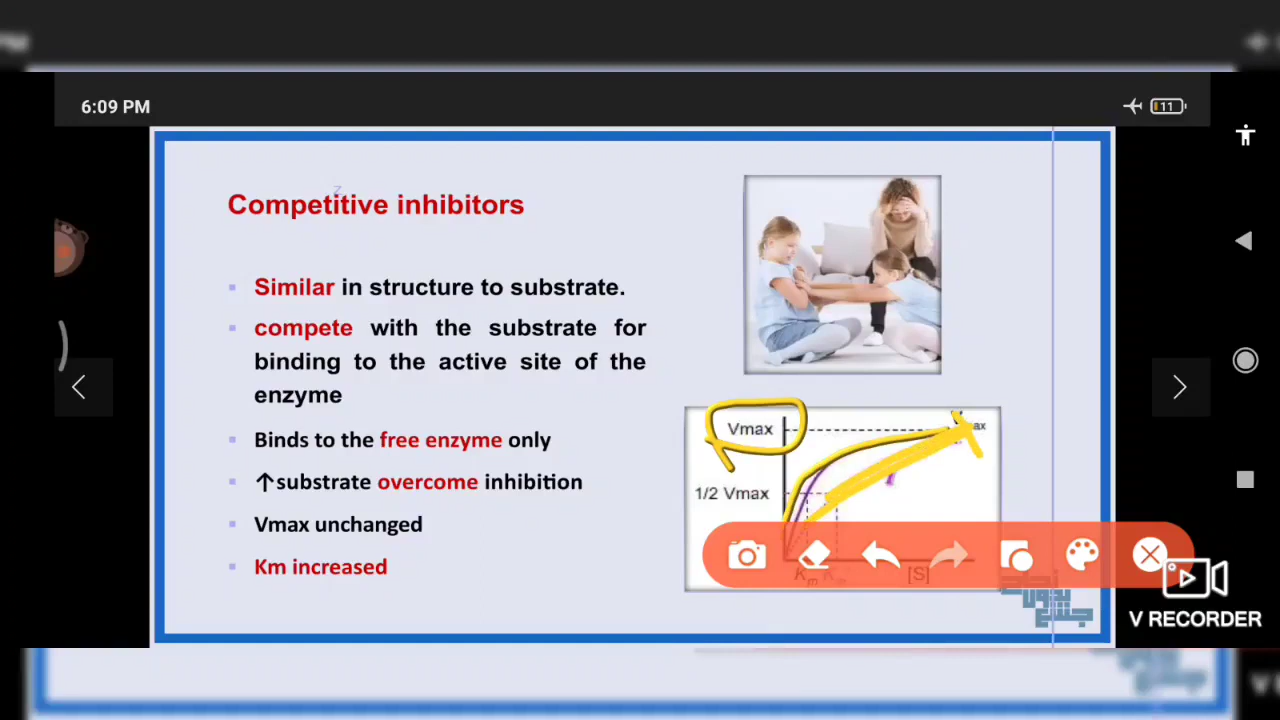 6:09 PM
11
Competitive inhibitors
Similar in structure to substrate.
compete with the substrate for
binding to the active site of the
enzyme
Binds to the free enzyme only
↑substrate overcome inhibition
Vmax unchanged
Km increased
Vmax
1/2 Vmax
Km
[S]
V RECORDER